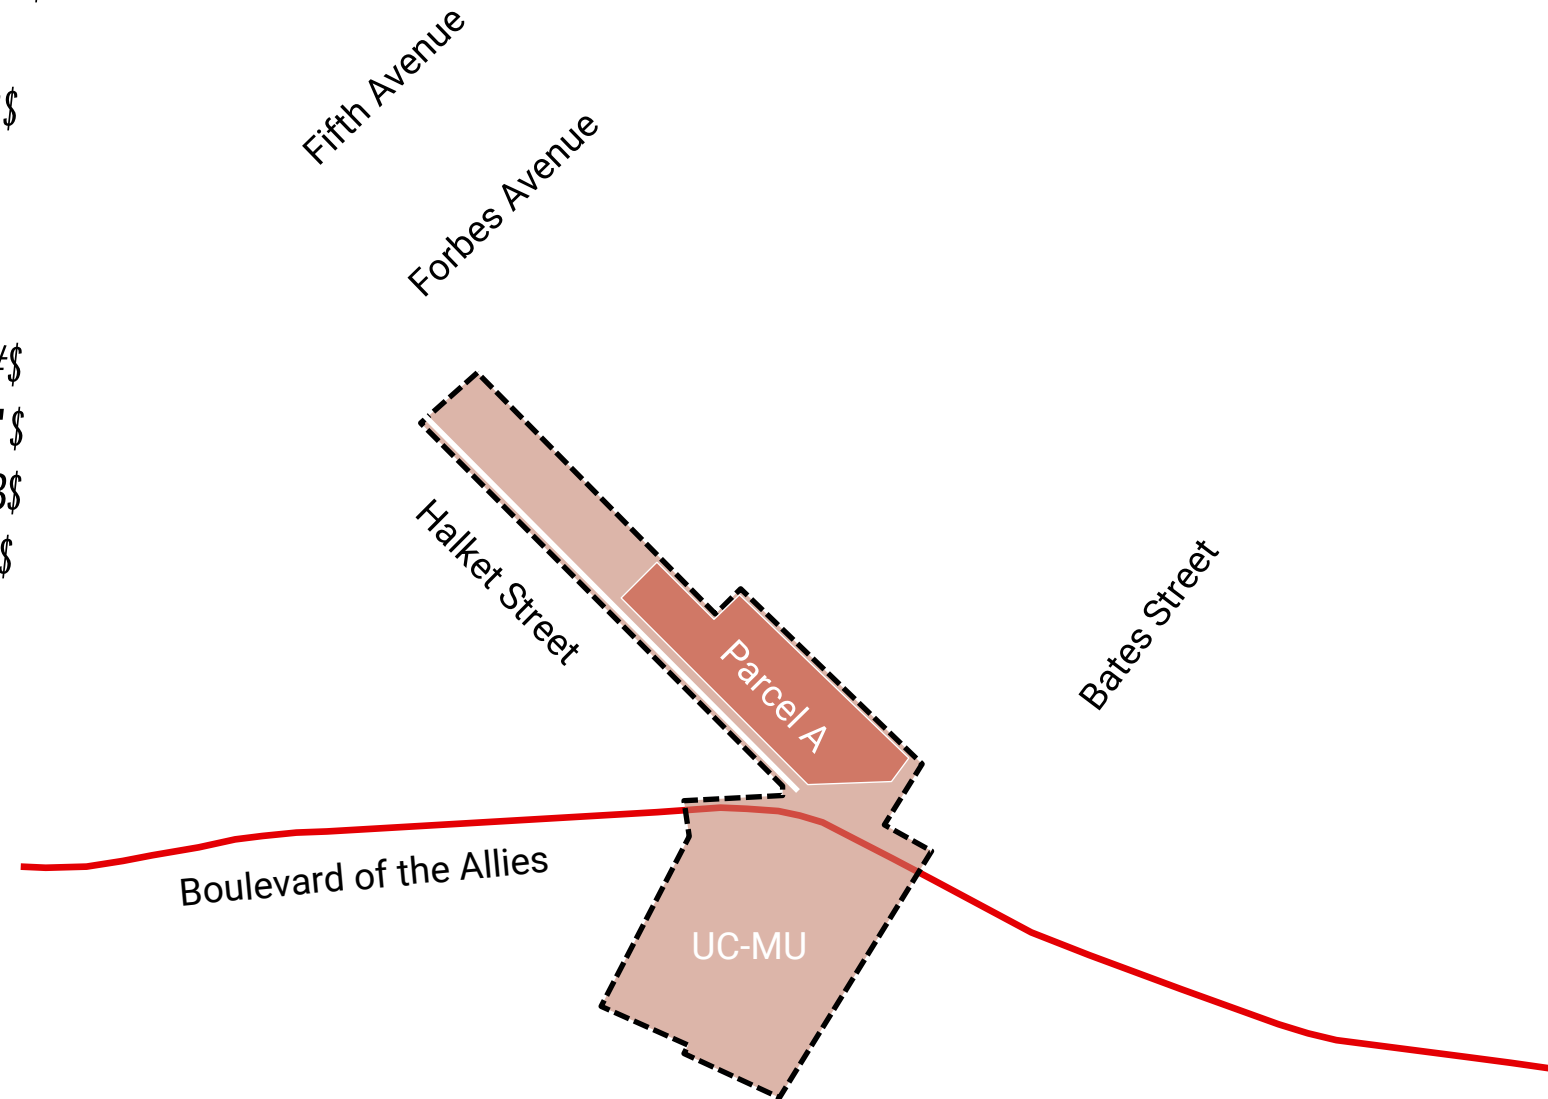 Fifth Avenue
$
Forbes Avenue
$
$
$
$
Halket Street
Bates Street
Parcel A
Boulevard of the Allies
UC-MU